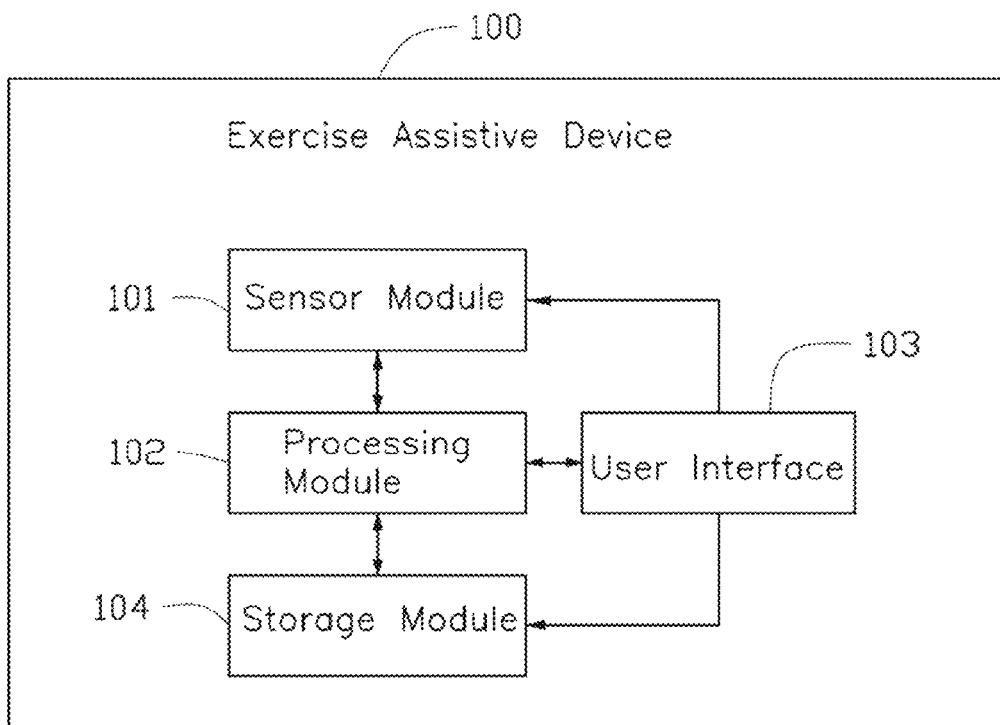 100
Exercise Assistive Device
101
Sensor Module
103
102
Processing
Module
User Interface
104
Storage Module